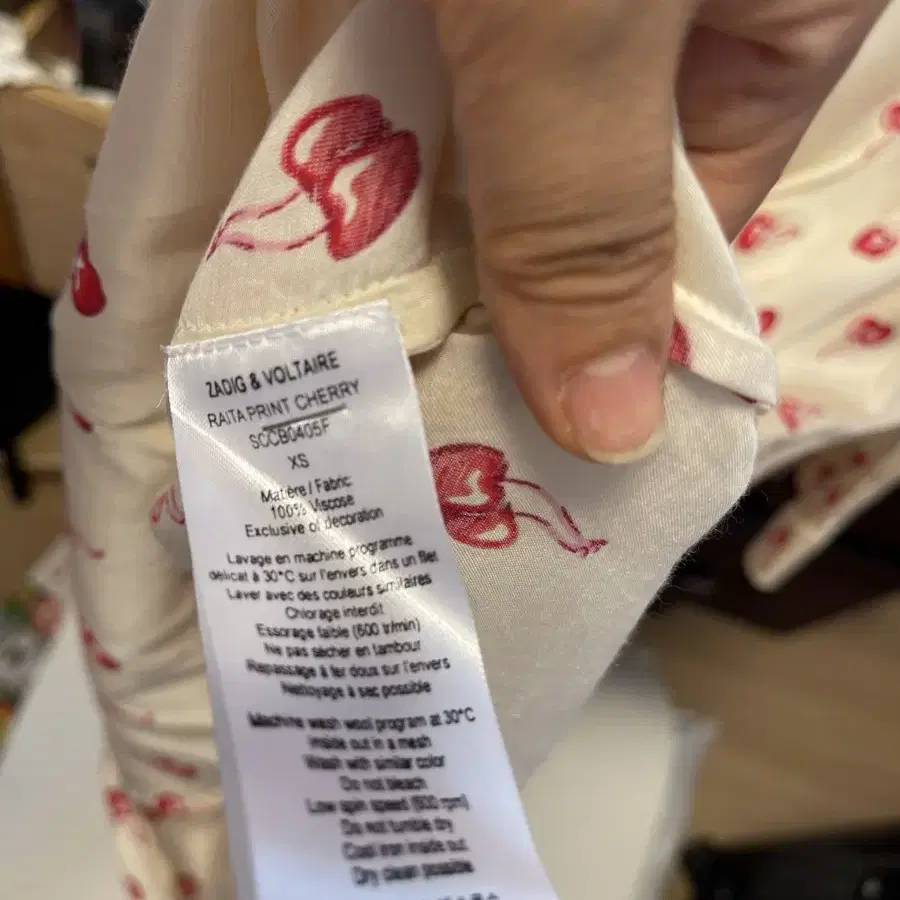 ZADIG & VOLTAIRE
RAITA PRINT CHERRY
SCCB0405F
XS
Matière / Fabric
100% Viscose
Exclusive of decoration
Lavage en machine programme
délicat à 30°C sur l'envers dans un filet
Laver avec des couleurs similaires
Chlorage interdit
Essorage faible (600 tr/min)
Ne pas sécher en tambour
Repassage à fer doux sur l'envers
Nettoyage à sec possible
Machine wash wool program at 30°C
Inside out in a mesh
Wash with similar color
Do not bleach
Low spin speed (600 rpm)
Do not tumble dry
Cool iron inside out
Dry clean possible